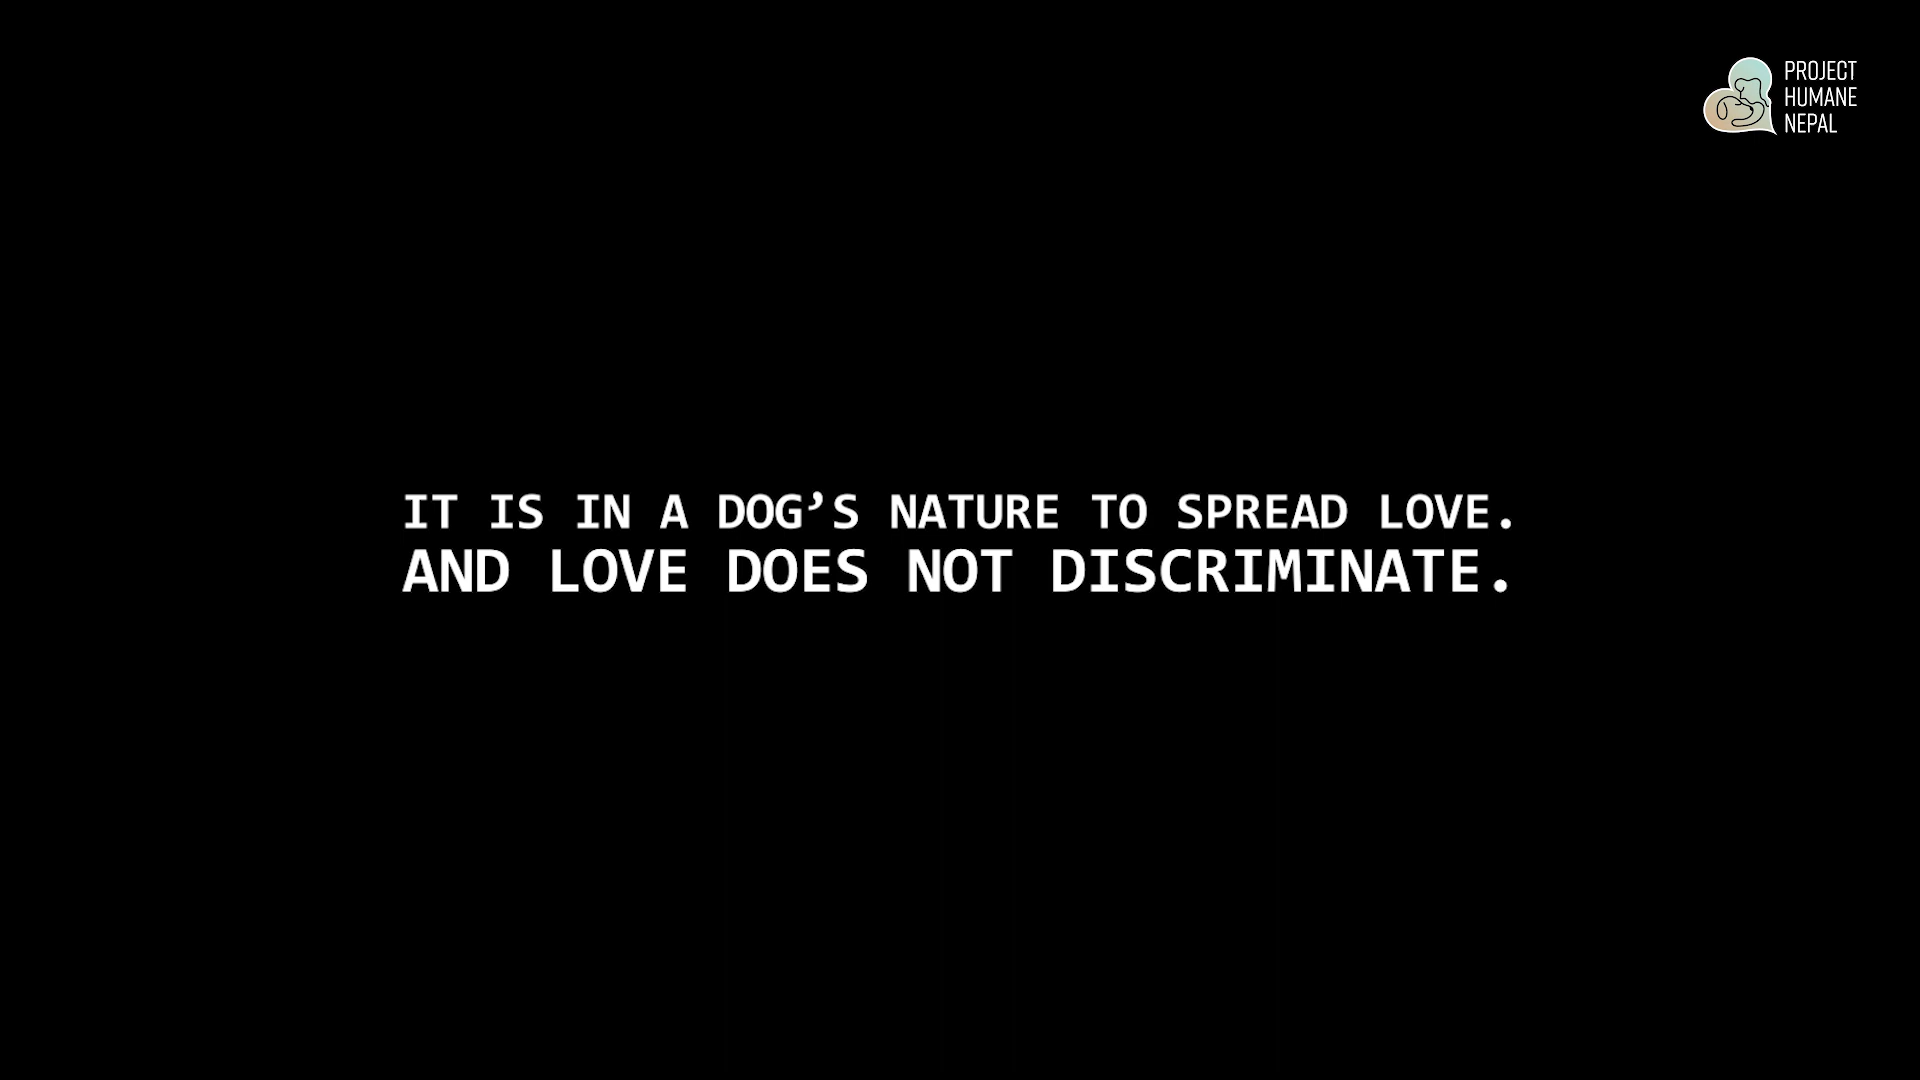 PROJECT
HUMANE
NEPAL
IT IS IN A DOG’S NATURE TO SPREAD LOVE.
AND LOVE DOES NOT DISCRIMINATE.